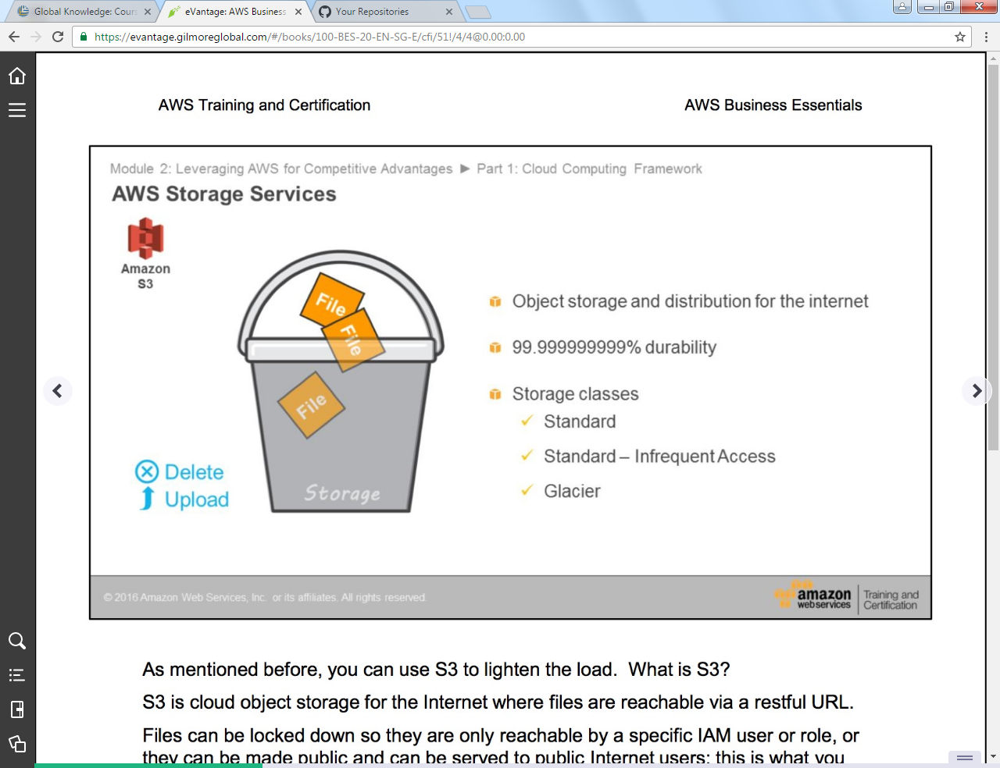 Global Knowledge: Cour
eVantage: AWS Business
Your Repositories
https://evantage.gilmoreglobal.com/#/books/100-BES-20-EN-SG-E/cfi/51!/4/4@0.00:0.00
AWS Training and Certification
AWS Business Essentials
Module 2: Leveraging AWS for Competitive Advantages ► Part 1: Cloud Computing Framework
AWS Storage Services
Amazon
S3
File
File
File
Storage
Delete
Upload
Object storage and distribution for the internet
99.999999999% durability
Storage classes
✓ Standard
✓ Standard – Infrequent Access
✓ Glacier
© 2016 Amazon Web Services, Inc. or its affiliates. All rights reserved.
amazon
web services
Training and
Certification
As mentioned before, you can use S3 to lighten the load.  What is S3?
S3 is cloud object storage for the Internet where files are reachable via a restful URL.
Files can be locked down so they are only reachable by a specific IAM user or role, or
they can be made public and can be served to public Internet users; this is what you